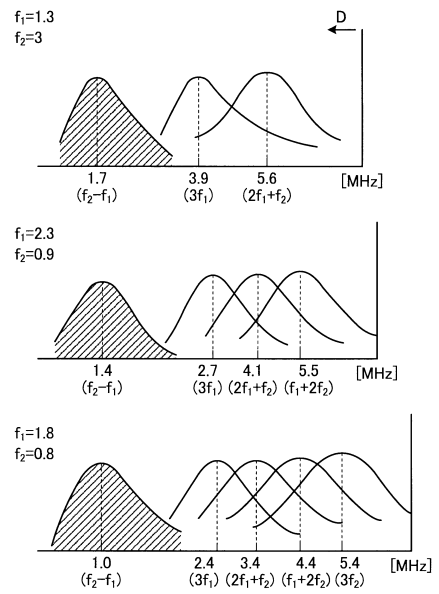 f₁=1.3
f₂=3
D
1.7 3.9 5.6 [MHz]
(f₂−f₁) (3f₁) (2f₁+f₂)
f₁=2.3
f₂=0.9
1.4 2.7 4.1 5.5 [MHz]
(f₂−f₁) (3f₁) (2f₁+f₂) (f₁+2f₂)
f₁=1.8
f₂=0.8
1.0 2.4 3.4 4.4 5.4 [MHz]
(f₂−f₁) (3f₁) (2f₁+f₂) (f₁+2f₂) (3f₂)